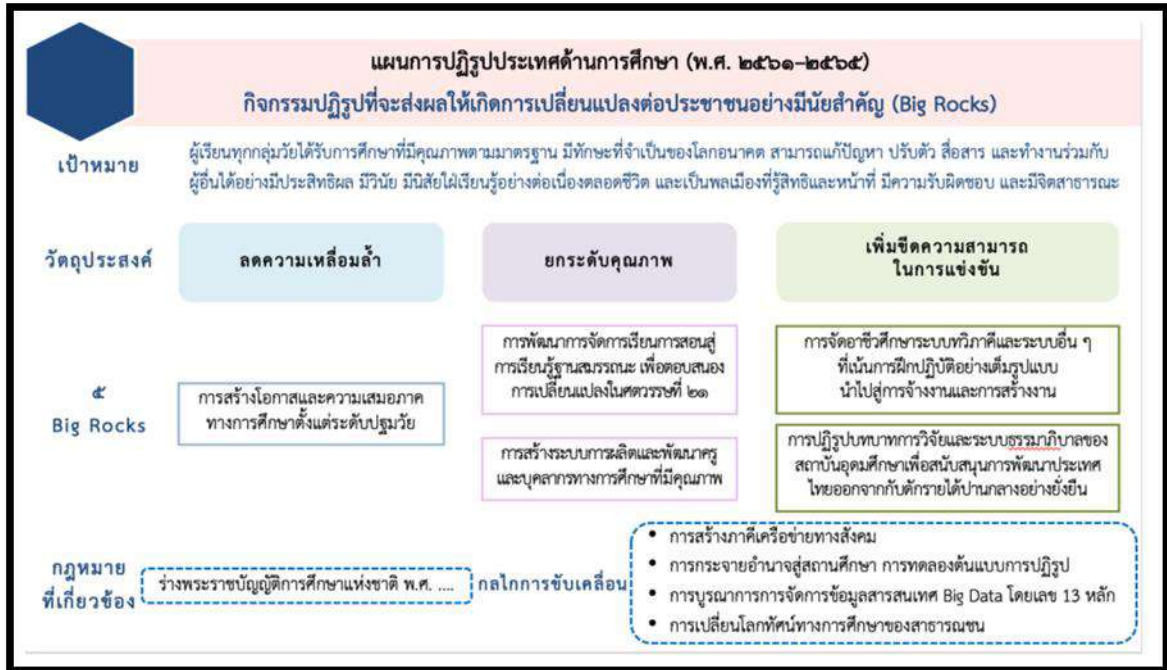 แผนการปฏิรูปประเทศด้านการศึกษา (พ.ศ. ๒๕๖๑–๒๕๖๕)
กิจกรรมปฏิรูปที่จะส่งผลให้เกิดการเปลี่ยนแปลงต่อประชาชนอย่างมีนัยสำคัญ (Big Rocks)
เป้าหมาย
ผู้เรียนทุกกลุ่มวัยได้รับการศึกษาที่มีคุณภาพตามมาตรฐาน มีทักษะที่จำเป็นของโลกอนาคต สามารถแก้ปัญหา ปรับตัว สื่อสาร และทำงานร่วมกับ
ผู้อื่นได้อย่างมีประสิทธิผล มีวินัย มีนิสัยใฝ่เรียนรู้อย่างต่อเนื่องตลอดชีวิต และเป็นพลเมืองที่รู้สิทธิและหน้าที่ มีความรับผิดชอบ และมีจิตสาธารณะ
วัตถุประสงค์
ลดความเหลื่อมล้ำ
ยกระดับคุณภาพ
เพิ่มขีดความสามารถ
ในการแข่งขัน
๕
Big Rocks
การสร้างโอกาสและความเสมอภาค
ทางการศึกษาตั้งแต่ระดับปฐมวัย
การพัฒนาการจัดการเรียนการสอนสู่
การเรียนรู้ฐานสมรรถนะ เพื่อตอบสนอง
การเปลี่ยนแปลงในศตวรรษที่ ๒๑
การสร้างระบบการผลิตและพัฒนาครู
และบุคลากรทางการศึกษาที่มีคุณภาพ
การจัดอาชีวศึกษาระบบทวิภาคีและระบบอื่น ๆ
ที่เน้นการฝึกปฏิบัติอย่างเต็มรูปแบบ
นำไปสู่การจ้างงานและการสร้างงาน
การปฏิรูปบทบาทการวิจัยและระบบธรรมาภิบาลของ
สถาบันอุดมศึกษาเพื่อสนับสนุนการพัฒนาประเทศ
ไทยออกจากกับดักรายได้ปานกลางอย่างยั่งยืน
กฎหมาย
ที่เกี่ยวข้อง
ร่างพระราชบัญญัติการศึกษาแห่งชาติ พ.ศ. ....
กลไกการขับเคลื่อน
• การสร้างภาคีเครือข่ายทางสังคม
• การกระจายอำนาจสู่สถานศึกษา การทดลองต้นแบบการปฏิรูป
• การบูรณาการการจัดการข้อมูลสารสนเทศ Big Data โดยเลข 13 หลัก
• การเปลี่ยนโลกทัศน์ทางการศึกษาของสาธารณชน